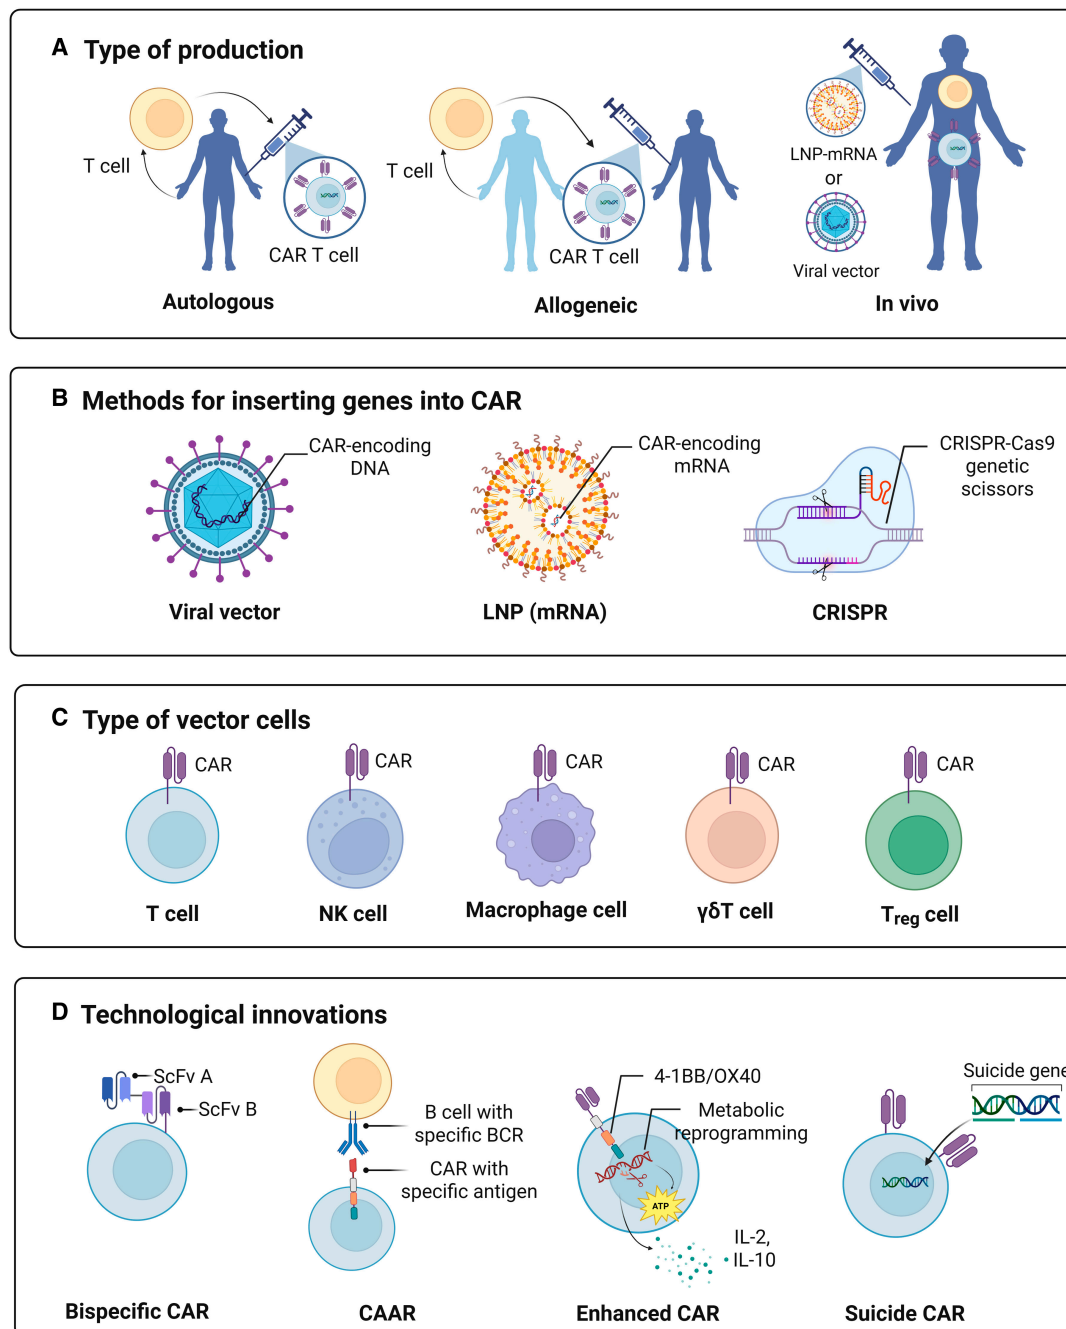 A Type of production
T cell
CAR T cell
Autologous
T cell
CAR T cell
Allogeneic
LNP-mRNA
or
Viral vector
In vivo
B Methods for inserting genes into CAR
CAR-encoding
DNA
Viral vector
CAR-encoding
mRNA
LNP (mRNA)
CRISPR-Cas9
genetic
scissors
CRISPR
C Type of vector cells
CAR
T cell
CAR
NK cell
CAR
Macrophage cell
CAR
γδT cell
CAR
Treg cell
D Technological innovations
ScFv A
ScFv B
Bispecific CAR
B cell with
specific BCR
CAR with
specific antigen
CAAR
4-1BB/OX40
Metabolic
reprogramming
ATP
IL-2,
IL-10
Enhanced CAR
Suicide gene
Suicide CAR